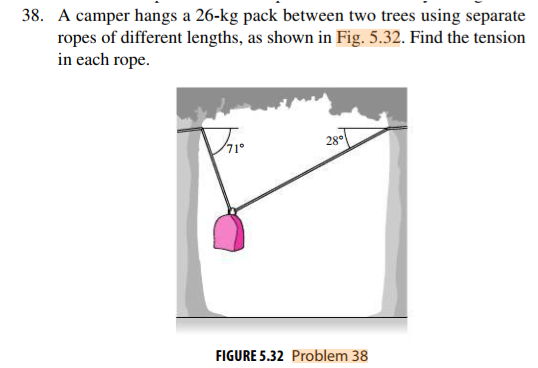 38. A camper hangs a 26-kg pack between two trees using separate
ropes of different lengths, as shown in Fig. 5.32. Find the tension
in each rope.
71°
28°
FIGURE 5.32 Problem 38